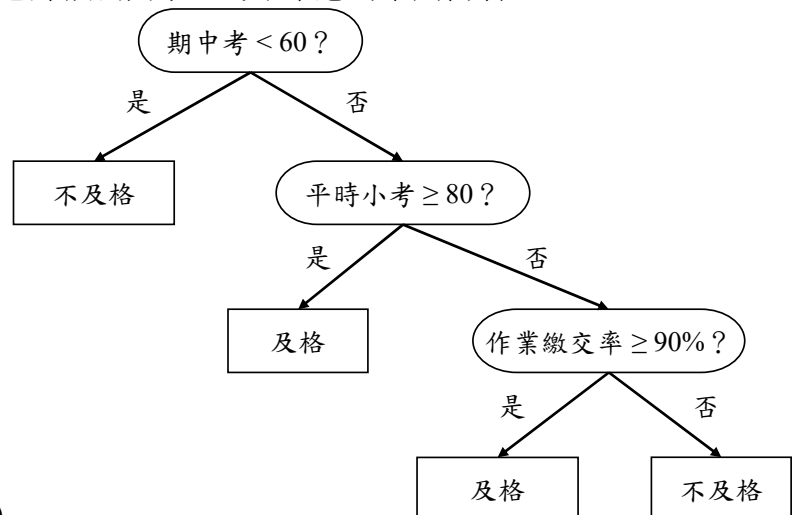 期中考 < 60？
是
否
不及格
平時小考 ≥ 80？
是
否
及格
作業繳交率 ≥ 90%？
是
否
及格
不及格
)